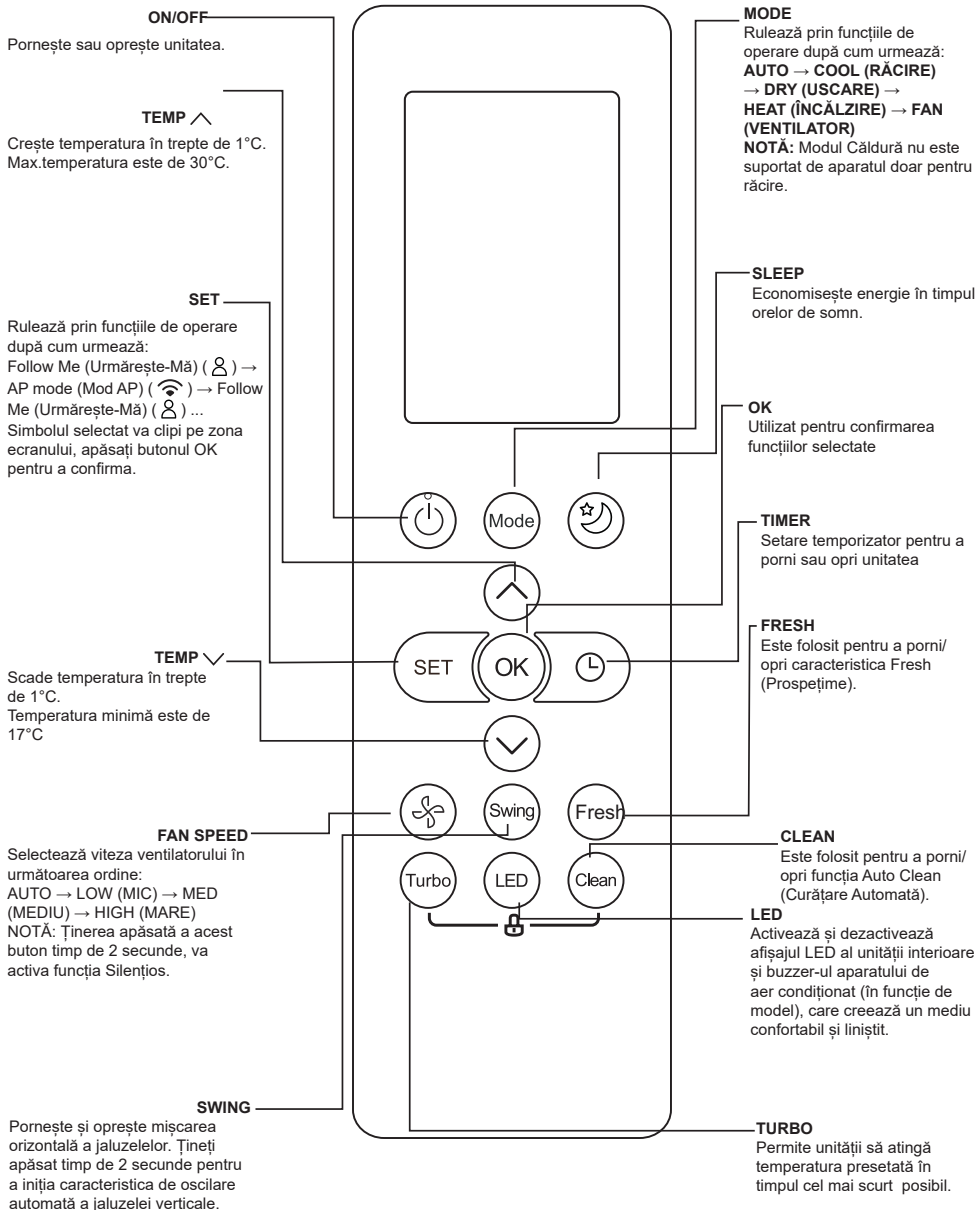 ON/OFF
Pornește sau oprește unitatea.
TEMP
Crește temperatura în trepte de 1°C.
Max.temperatura este de 30°C.
SET
Rulează prin funcțiile de operare
după cum urmează:
Follow Me (Urmărește-Mă) ( ) →
AP mode (Mod AP) ( ) → Follow
Me (Urmărește-Mă) ( ) ...
Simbolul selectat va clipi pe zona
ecranului, apăsați butonul OK
pentru a confirma.
TEMP
Scade temperatura în trepte
de 1°C.
Temperatura minimă este de
17°C
FAN SPEED
Selectează viteza ventilatorului în
următoarea ordine:
AUTO → LOW (MIC) → MED
(MEDIU) → HIGH (MARE)
NOTĂ: Ținerea apăsată a acest
buton timp de 2 secunde, va
activa funcția Silențios.
SWING
Pornește și oprește mișcarea
orizontală a jaluzelelor. Țineți
apăsat timp de 2 secunde pentru
a iniția caracteristica de oscilare
automată a jaluzelei verticale.
Mode
SET
OK
Swing
Fresh
Turbo
LED
Clean
MODE
Rulează prin funcțiile de
operare după cum urmează:
AUTO → COOL (RĂCIRE)
→ DRY (USCARE) →
HEAT (ÎNCĂLZIRE) → FAN
(VENTILATOR)
NOTĂ: Modul Căldură nu este
suportat de aparatul doar pentru
răcire.
SLEEP
Economisește energie în timpul
orelor de somn.
OK
Utilizat pentru confirmarea
funcțiilor selectate
TIMER
Setare temporizator pentru a
porni sau opri unitatea
FRESH
Este folosit pentru a porni/
opri caracteristica Fresh
(Prospețime).
CLEAN
Este folosit pentru a porni/
opri funcția Auto Clean
(Curățare Automată).
LED
Activează și dezactivează
afișajul LED al unității interioare
și buzzer-ul aparatului de
aer condiționat (în funcție de
model), care creează un mediu
confortabil și liniștit.
TURBO
Permite unității să atingă
temperatura presetată în
timpul cel mai scurt posibil.